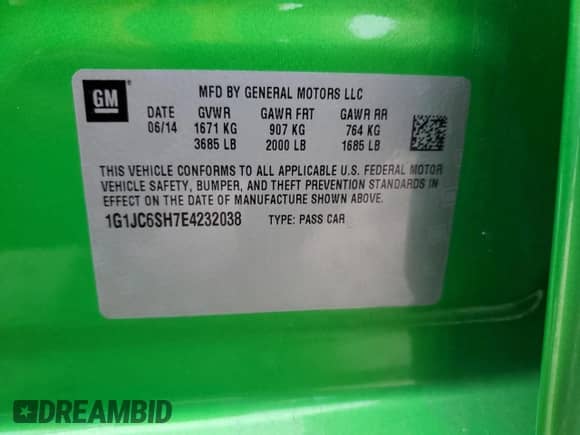 GM
MFD BY GENERAL MOTORS LLC
DATE GVWR GAWR FRT GAWR RR
06/14 1671 KG 907 KG 764 KG
3685 LB 2000 LB 1685 LB
THIS VEHICLE CONFORMS TO ALL APPLICABLE U.S. FEDERAL MOTOR
VEHICLE SAFETY, BUMPER, AND THEFT PREVENTION STANDARDS IN
EFFECT ON THE DATE OF MANUFACTURE SHOWN ABOVE.
1G1JC6SH7E4232038 TYPE: PASS CAR
DREAMBID